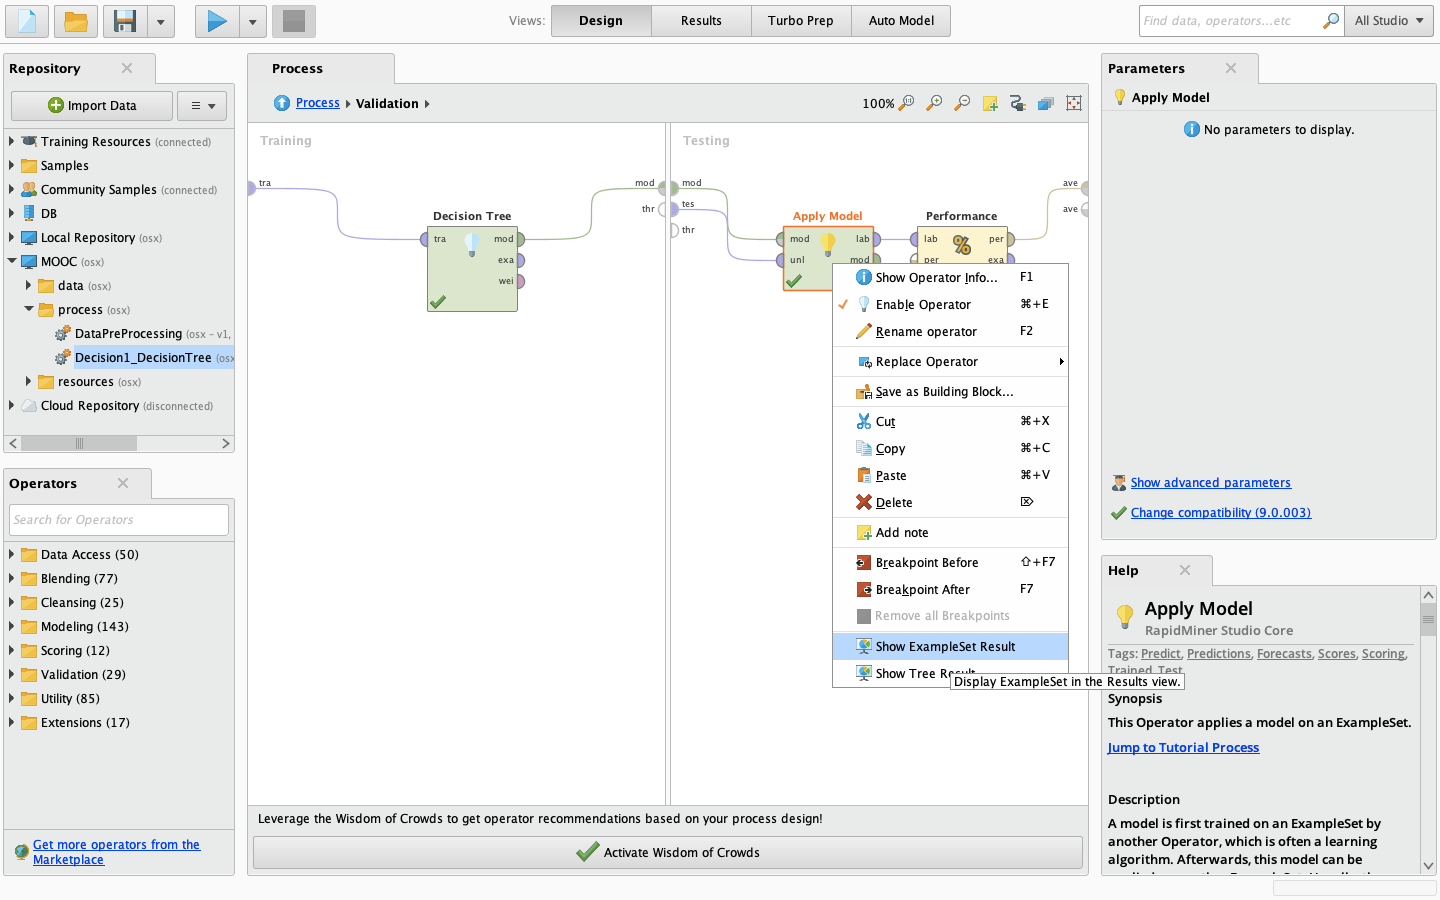 Views:
Design
Results
Turbo Prep
Auto Model
Find data, operators...etc
All Studio
Repository
Import Data
Training Resources (connected)
Samples
Community Samples (connected)
DB
Local Repository (osx)
MOOC (osx)
data (osx)
process (osx)
DataPreProcessing (osx – v1,
Decision1_DecisionTree (osx
resources (osx)
Cloud Repository (disconnected)
Operators
Search for Operators
Data Access (50)
Blending (77)
Cleansing (25)
Modeling (143)
Scoring (12)
Validation (29)
Utility (85)
Extensions (17)
Get more operators from the
Marketplace
Process
Process
Validation
100%
Training
Testing
tra
mod
thr
Decision Tree
tra
mod
exa
wei
mod
tes
thr
Apply Model
mod
lab
unl
mod
Performance
lab
per
per
exa
ave
ave
Show Operator Info... F1
Enable Operator ⌘+E
Rename operator F2
Replace Operator
Save as Building Block...
Cut ⌘+X
Copy ⌘+C
Paste ⌘+V
Delete ⌦
Add note
Breakpoint Before ⇧+F7
Breakpoint After F7
Remove all Breakpoints
Show ExampleSet Result
Show Tree Result
Display ExampleSet in the Results view.
Leverage the Wisdom of Crowds to get operator recommendations based on your process design!
Activate Wisdom of Crowds
Parameters
Apply Model
No parameters to display.
Show advanced parameters
Change compatibility (9.0.003)
Help
Apply Model
RapidMiner Studio Core
Tags: Predict, Predictions, Forecasts, Scores, Scoring,
Trained, Test
Synopsis
This Operator applies a model on an ExampleSet.
Jump to Tutorial Process
Description
A model is first trained on an ExampleSet by
another Operator, which is often a learning
algorithm. Afterwards, this model can be